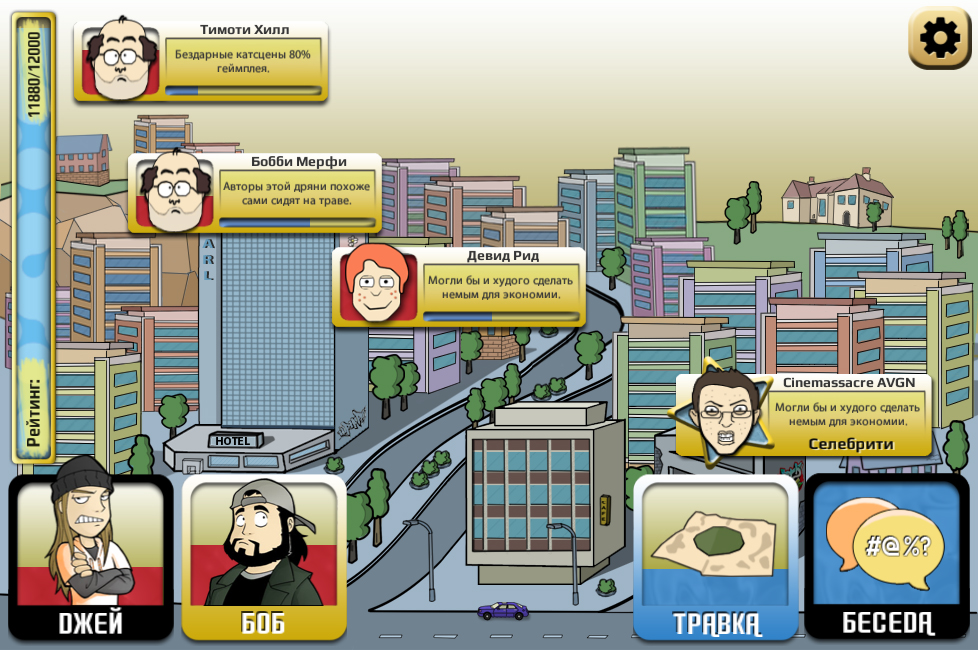 11880/12000
Рейтинг:
Тимоти Хилл
Бездарные катсцены 80%
геймплея.
Бобби Мерфи
Авторы этой дряни похоже
сами сидят на траве.
ARL
Девид Рид
Могли бы и худого сделать
немым для экономии.
Cinemassacre AVGN
Могли бы и худого сделать
немым для экономии.
Селебрити
HOTEL
#@%?
ДЖЕЙ
БОБ
ТРАВКА
БЕСЕДА